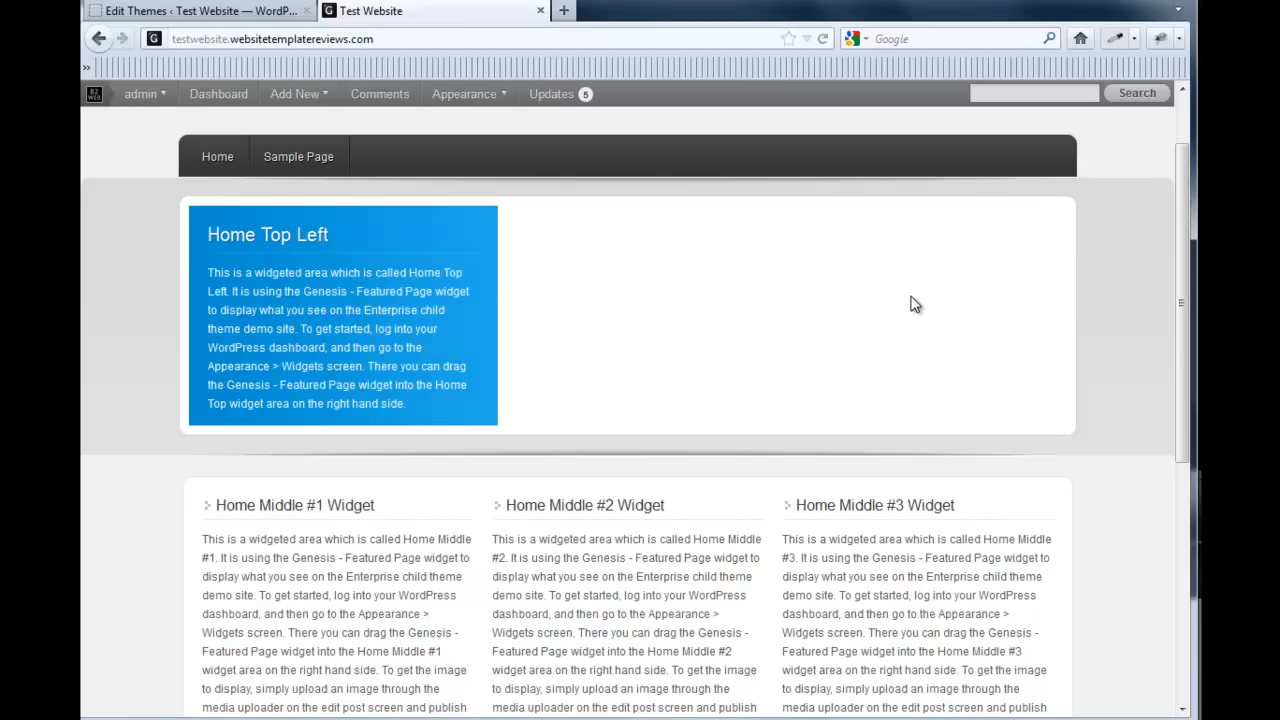 Edit Themes ‹ Test Website — WordP...
Test Website
testwebsite.websitetemplatereviews.com
Google
admin
Dashboard
Add New
Comments
Appearance
Updates 5
Search
Home
Sample Page
Home Top Left
This is a widgeted area which is called Home Top
Left. It is using the Genesis - Featured Page widget
to display what you see on the Enterprise child
theme demo site. To get started, log into your
WordPress dashboard, and then go to the
Appearance > Widgets screen. There you can drag
the Genesis - Featured Page widget into the Home
Top widget area on the right hand side.
Home Middle #1 Widget
This is a widgeted area which is called Home Middle
#1. It is using the Genesis - Featured Page widget to
display what you see on the Enterprise child theme
demo site. To get started, log into your WordPress
dashboard, and then go to the Appearance >
Widgets screen. There you can drag the Genesis -
Featured Page widget into the Home Middle #1
widget area on the right hand side. To get the image
to display, simply upload an image through the
media uploader on the edit post screen and publish
Home Middle #2 Widget
This is a widgeted area which is called Home Middle
#2. It is using the Genesis - Featured Page widget to
display what you see on the Enterprise child theme
demo site. To get started, log into your WordPress
dashboard, and then go to the Appearance >
Widgets screen. There you can drag the Genesis -
Featured Page widget into the Home Middle #2
widget area on the right hand side. To get the image
to display, simply upload an image through the
media uploader on the edit post screen and publish
Home Middle #3 Widget
This is a widgeted area which is called Home Middle
#3. It is using the Genesis - Featured Page widget to
display what you see on the Enterprise child theme
demo site. To get started, log into your WordPress
dashboard, and then go to the Appearance >
Widgets screen. There you can drag the Genesis -
Featured Page widget into the Home Middle #3
widget area on the right hand side. To get the image
to display, simply upload an image through the
media uploader on the edit post screen and publish